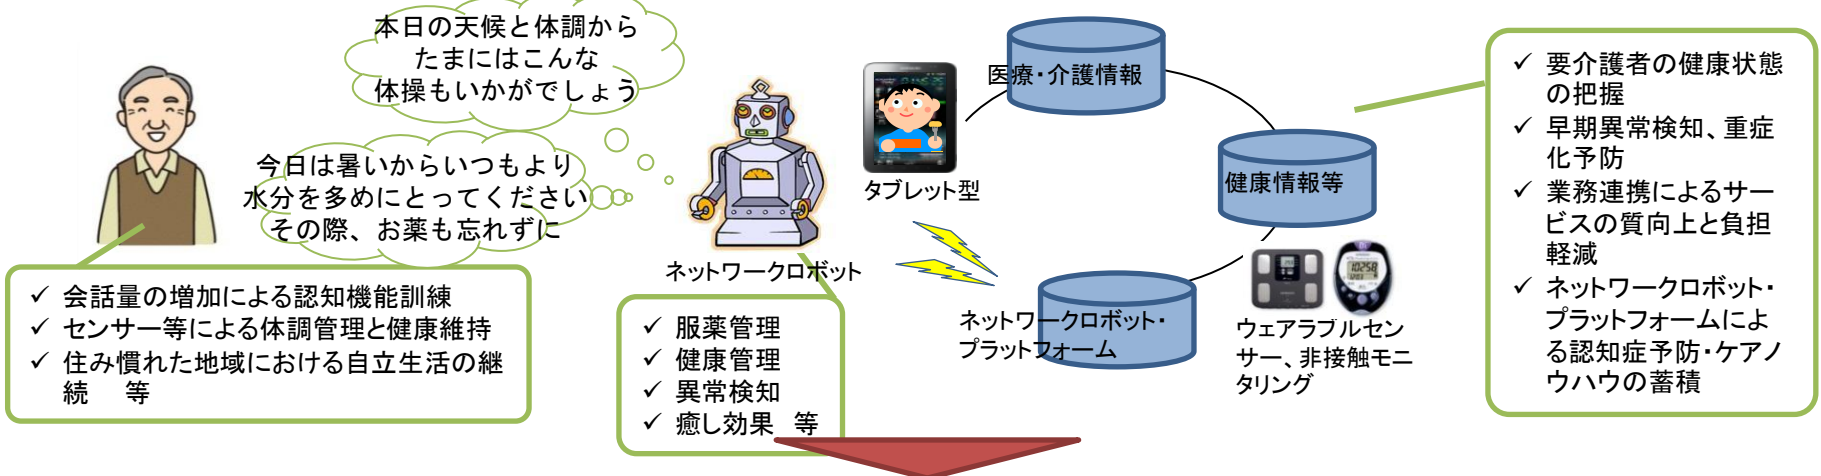 本日の天候と体調から
たまにはこんな
体操もいかがでしょう
今日は暑いからいつもより
水分を多めにとってください
その際、お薬も忘れずに
✓ 会話量の増加による認知機能訓練
✓ センサー等による体調管理と健康維持
✓ 住み慣れた地域における自立生活の継
続 等
ネットワークロボット
✓ 服薬管理
✓ 健康管理
✓ 異常検知
✓ 癒し効果 等
タブレット型
医療・介護情報
健康情報等
ネットワークロボット・
プラットフォーム
ウェアラブルセン
サー、非接触モニ
タリング
✓ 要介護者の健康状態
の把握
✓ 早期異常検知、重症
化予防
✓ 業務連携によるサー
ビスの質向上と負担
軽減
✓ ネットワークロボット・
プラットフォームによ
る認知症予防・ケアノ
ウハウの蓄積